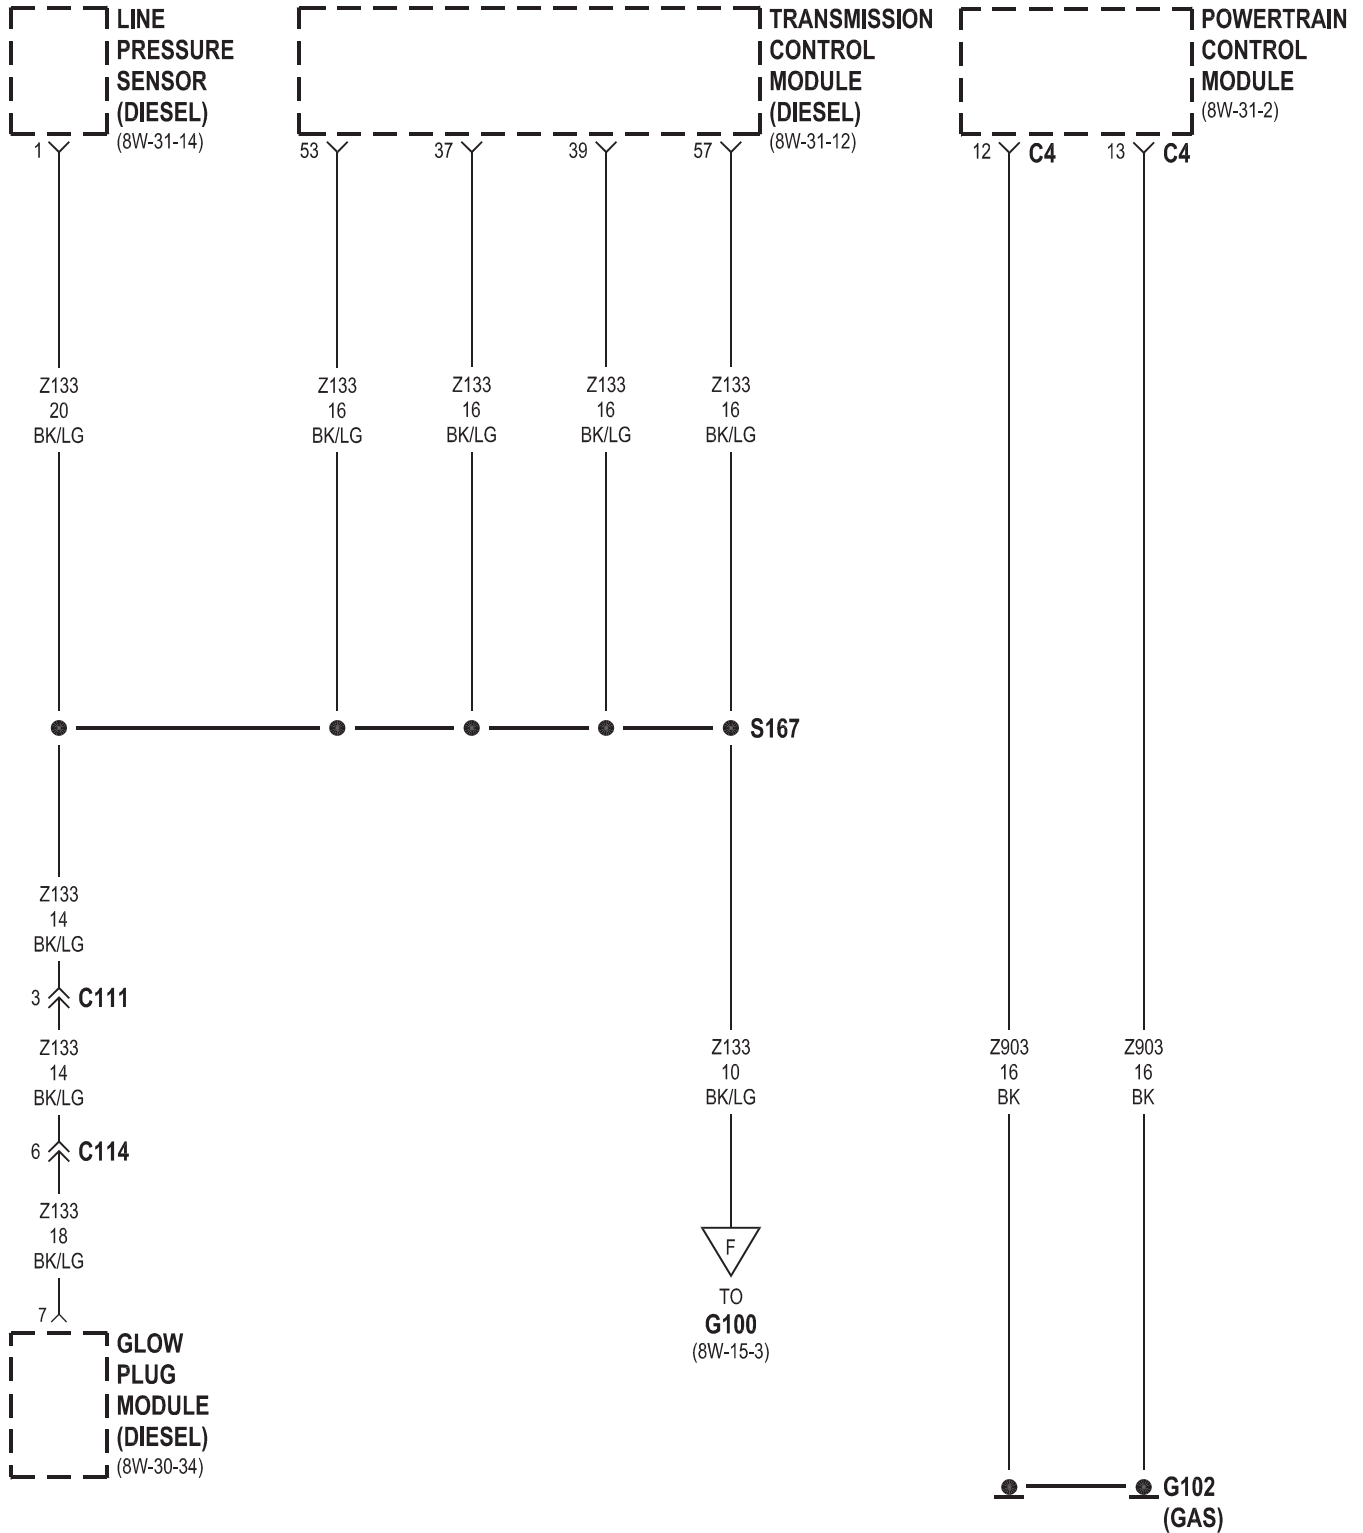 LINE
PRESSURE
SENSOR
(DIESEL)
(8W-31-14)
TRANSMISSION
CONTROL
MODULE
(DIESEL)
(8W-31-12)
POWERTRAIN
CONTROL
MODULE
(8W-31-2)
1
53
37
39
57
12 C4
13 C4
Z133
20
BK/LG
Z133
16
BK/LG
Z133
16
BK/LG
Z133
16
BK/LG
Z133
16
BK/LG
S167
Z133
14
BK/LG
3 C111
Z133
14
BK/LG
6 C114
Z133
18
BK/LG
7
GLOW
PLUG
MODULE
(DIESEL)
(8W-30-34)
Z133
10
BK/LG
F
TO
G100
(8W-15-3)
Z903
16
BK
Z903
16
BK
G102
(GAS)